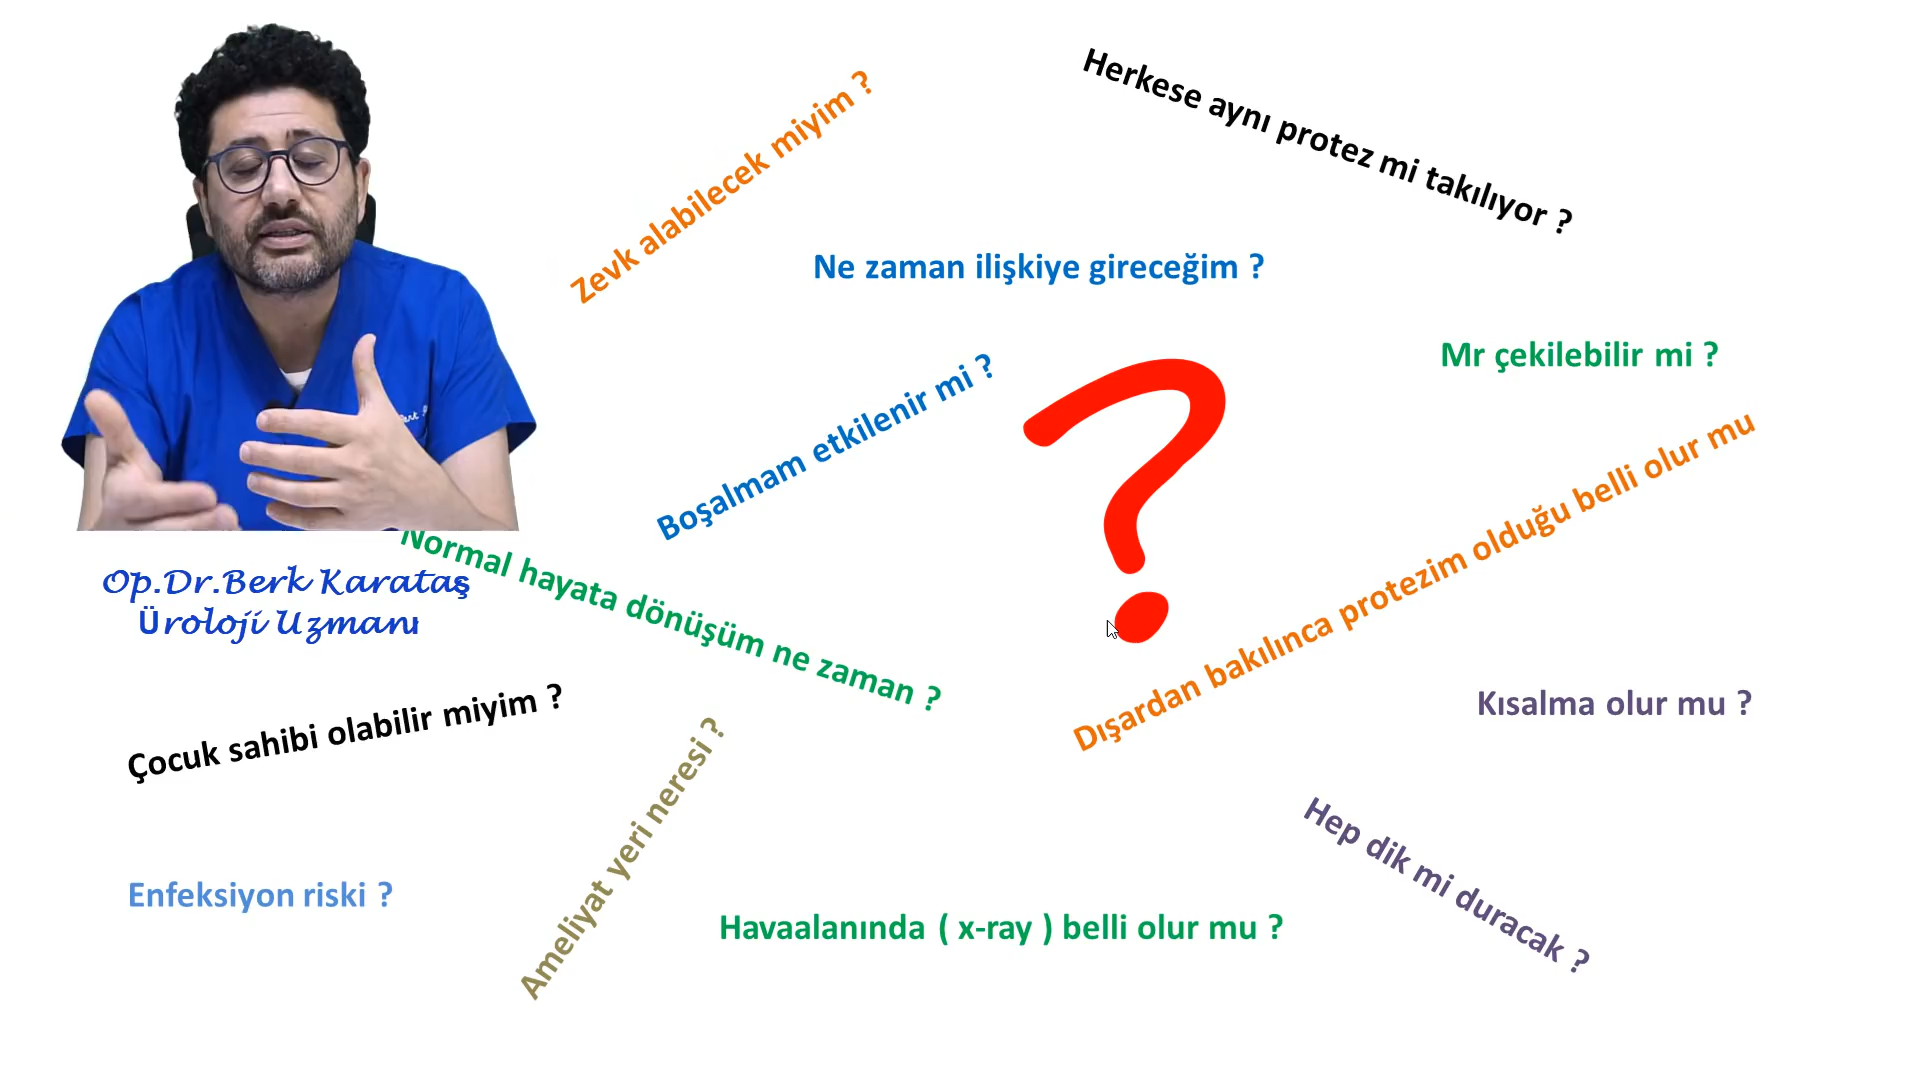 Zevk alabilecek miyim ?
Herkese aynı protez mi takılıyor ?
Ne zaman ilişkiye gireceğim ?
Mr çekilebilir mi ?
Boşalmam etkilenir mi ?
Dışardan bakılınca protezim olduğu belli olur mu
Normal hayata dönüşüm ne zaman ?
Op.Dr.Berk Karataş
Üroloji Uzmanı
Çocuk sahibi olabilir miyim ?
Kısalma olur mu ?
Ameliyat yeri neresi ?
Hep dik mi duracak ?
Enfeksiyon riski ?
Havaalanında ( x-ray ) belli olur mu ?